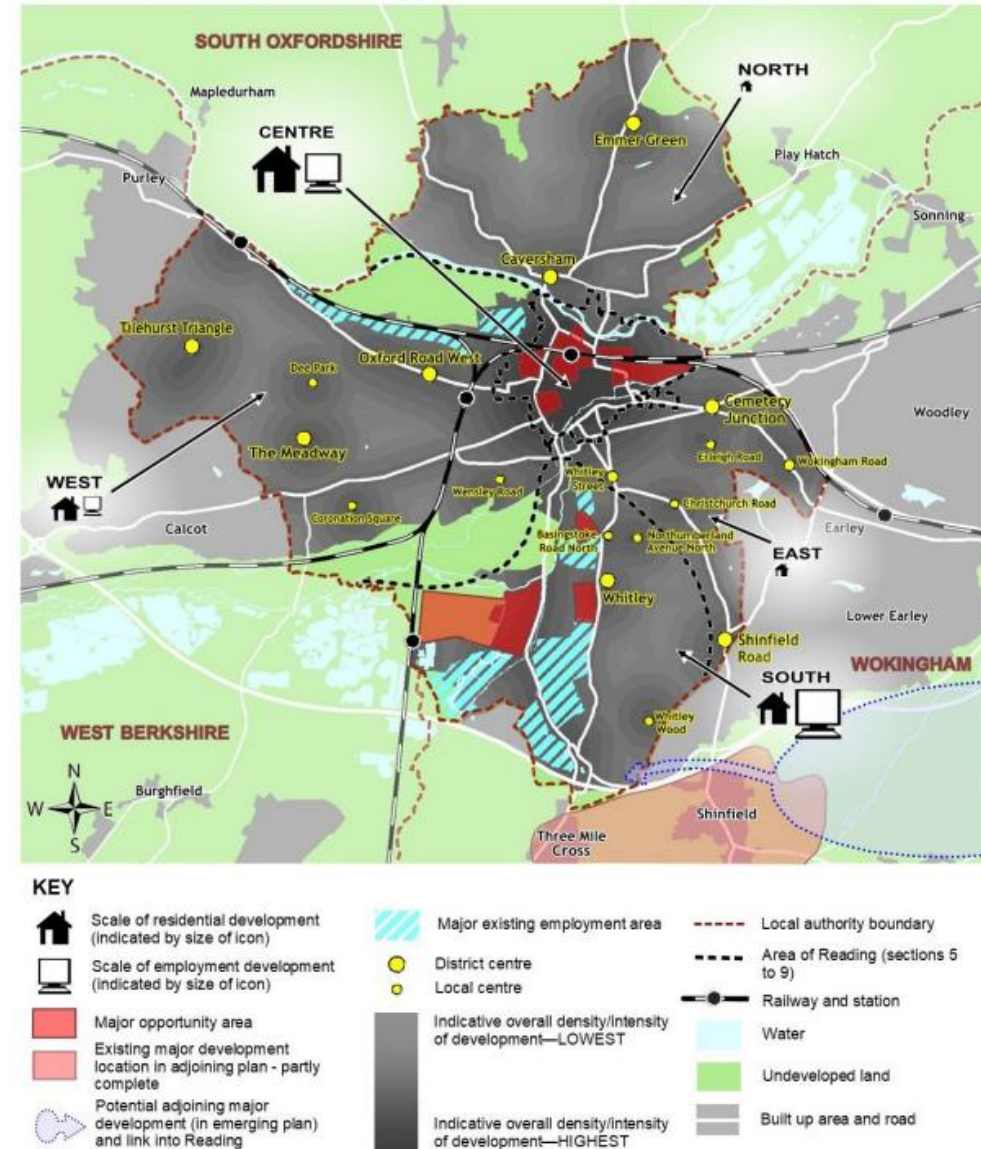 SOUTH OXFORDSHIRE
NORTH
Mapledurham
CENTRE
Emmer Green
Play Hatch
Purley
Sonning
Caversham
Tilehurst Triangle
Dee Park
Oxford Road West
Cemetery
Junction
Woodley
The Meadway
Erleigh Road
Wokingham Road
WEST
Wensley Road
Whitley
Street
Christchurch Road
Calcot
Coronation Square
Earley
Basingstoke
Road North
Northumberland
Avenue North
EAST
Whitley
Lower Earley
Shinfield
Road
WOKINGHAM
SOUTH
WEST BERKSHIRE
Whitley
Wood
N
W E
S
Burghfield
Shinfield
Three Mile
Cross
KEY
Scale of residential development
(indicated by size of icon)
Scale of employment development
(indicated by size of icon)
Major opportunity area
Existing major development
location in adjoining plan - partly
complete
Potential adjoining major
development (in emerging plan)
and link into Reading
Major existing employment area
District centre
Local centre
Indicative overall density/intensity
of development—LOWEST
Indicative overall density/intensity
of development—HIGHEST
Local authority boundary
Area of Reading (sections 5
to 9)
Railway and station
Water
Undeveloped land
Built up area and road